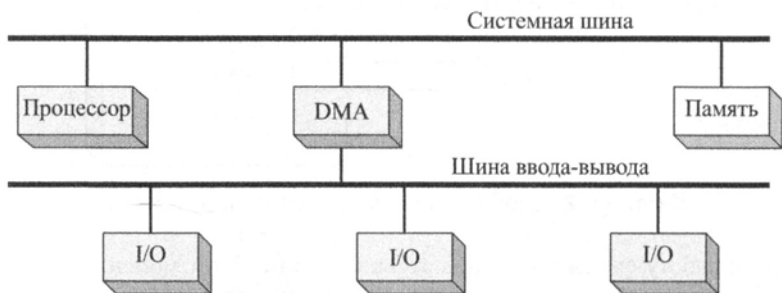 Системная шина
Процессор
DMA
Память
Шина ввода-вывода
I/O
I/O
I/O